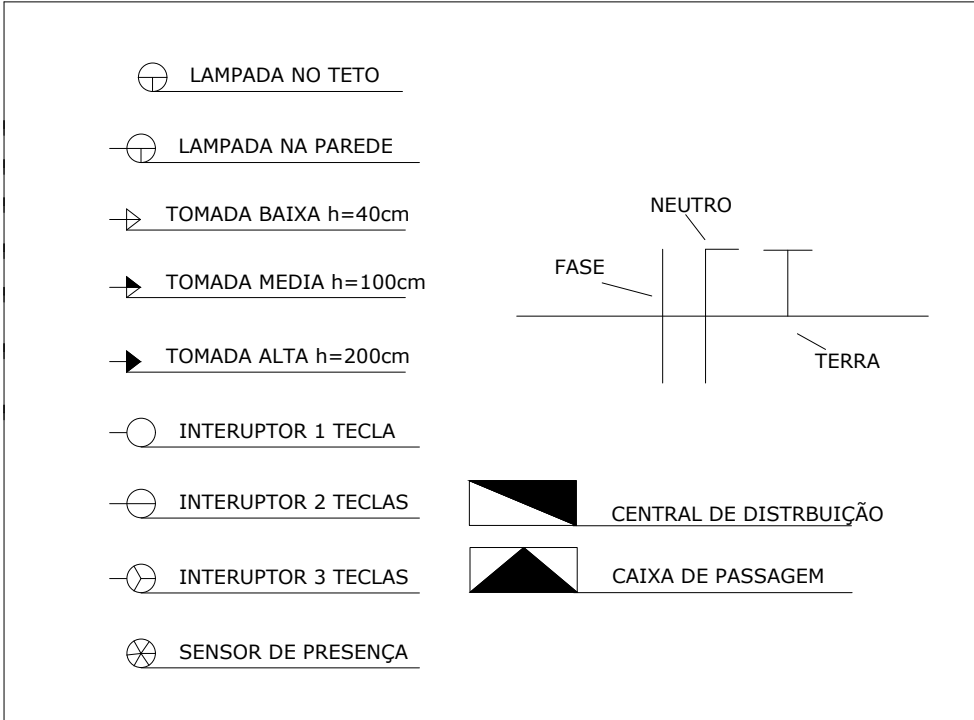 LAMPADA NO TETO
LAMPADA NA PAREDE
TOMADA BAIXA h=40cm
TOMADA MEDIA h=100cm
TOMADA ALTA h=200cm
INTERUPTOR 1 TECLA
INTERUPTOR 2 TECLAS
INTERUPTOR 3 TECLAS
SENSOR DE PRESENÇA
NEUTRO
FASE
TERRA
CENTRAL DE DISTRBUIÇÃO
CAIXA DE PASSAGEM